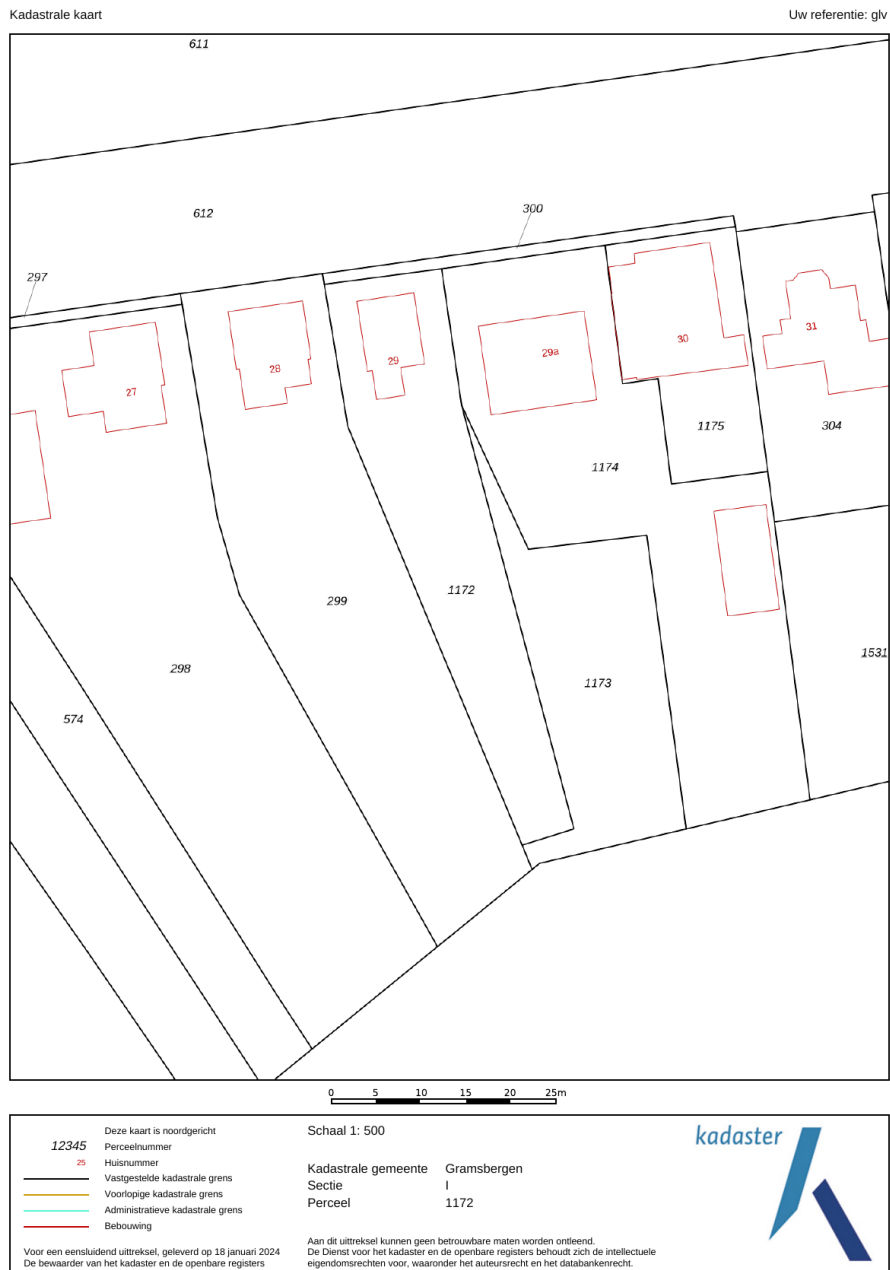 Kadastrale kaart
Uw referentie: glv
611
612
300
297
31
30
29a
29
28
27
1175
304
1174
1172
299
298
1531
1173
574
0 5 10 15 20 25m
Deze kaart is noordgericht
12345 Perceelnummer
25 Huisnummer
Vastgestelde kadastrale grens
Voorlopige kadastrale grens
Administratieve kadastrale grens
Bebouwing
Voor een eensluidend uittreksel, geleverd op 18 januari 2024
De bewaarder van het kadaster en de openbare registers
Schaal 1: 500
Kadastrale gemeente Gramsbergen
Sectie I
Perceel 1172
Aan dit uittreksel kunnen geen betrouwbare maten worden ontleend.
De Dienst voor het kadaster en de openbare registers behoudt zich de intellectuele
eigendomsrechten voor, waaronder het auteursrecht en het databankenrecht.
kadaster